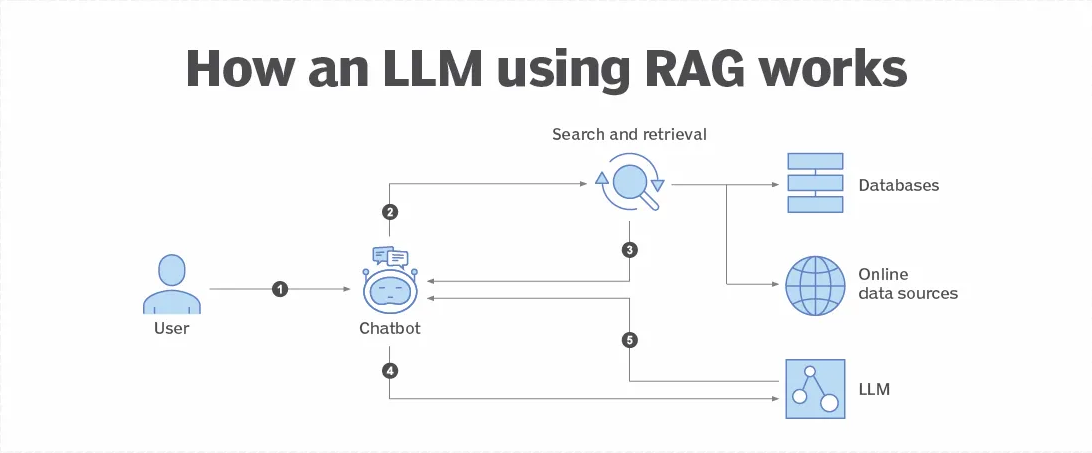 How an LLM using RAG works
Search and retrieval
Databases
2
3
Online
data sources
1
User
Chatbot
5
4
LLM